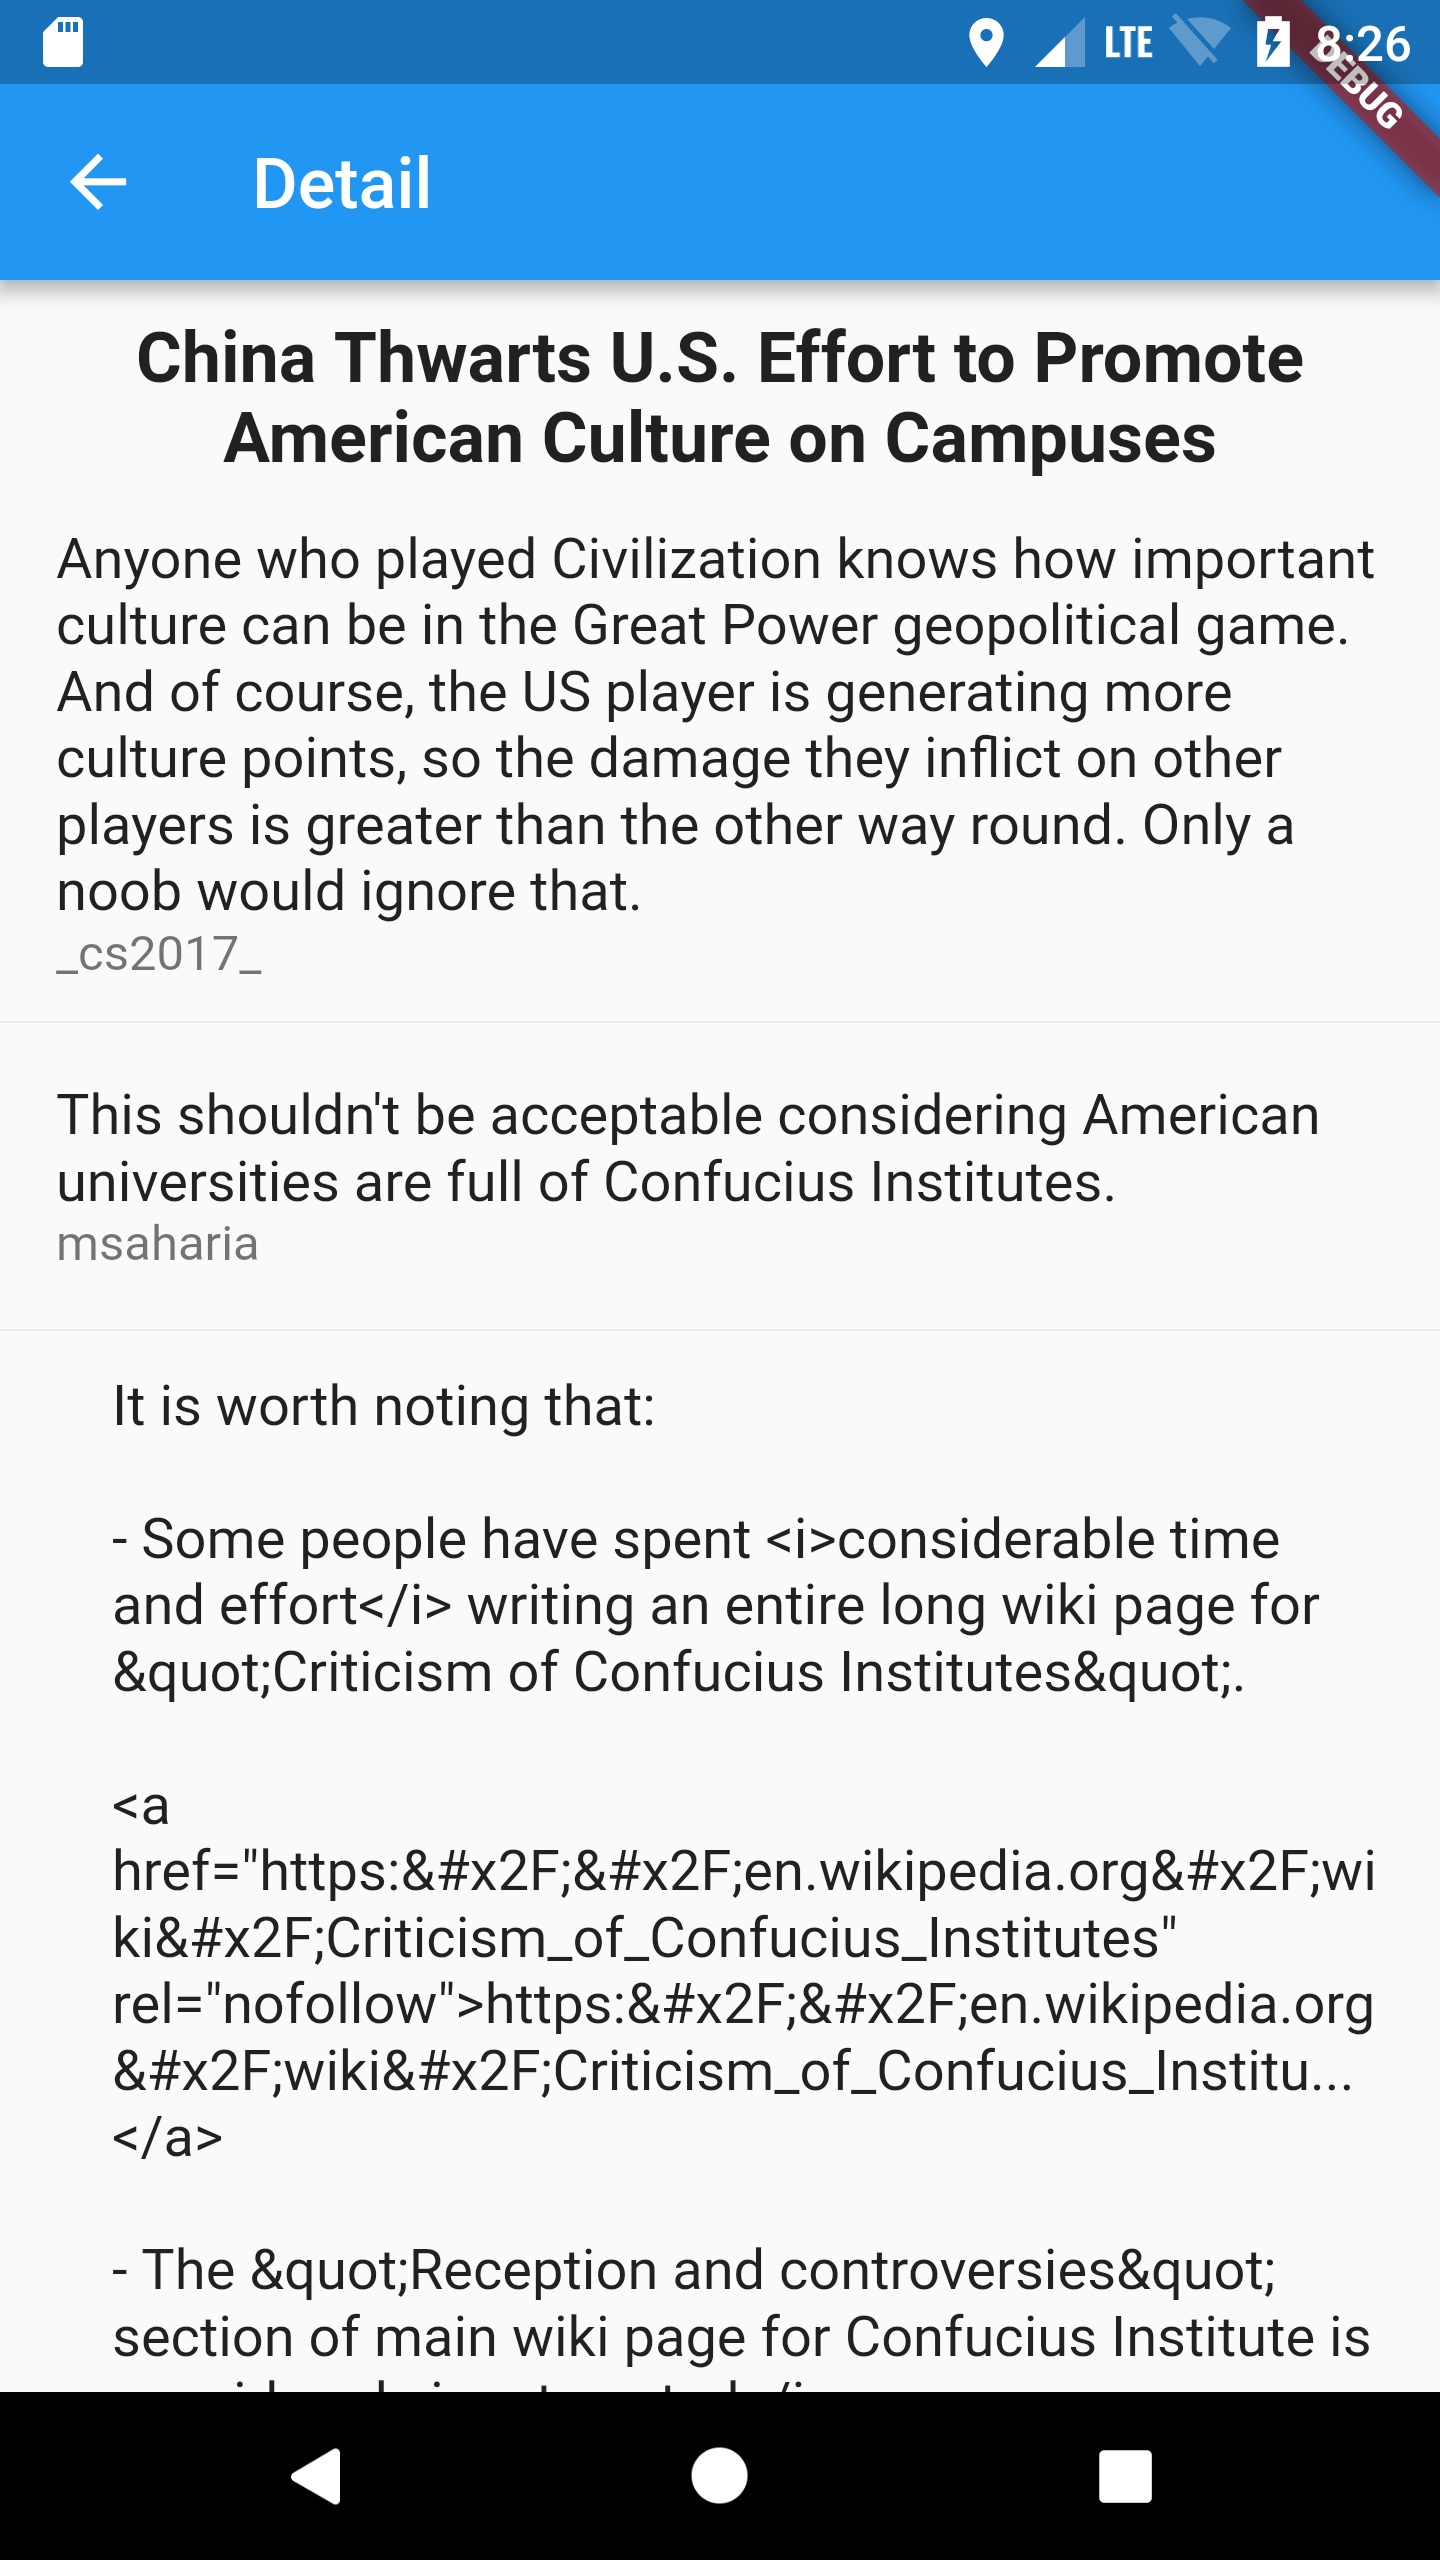 LTE
8:26
DEBUG
Detail
China Thwarts U.S. Effort to Promote
American Culture on Campuses
Anyone who played Civilization knows how important
culture can be in the Great Power geopolitical game.
And of course, the US player is generating more
culture points, so the damage they inflict on other
players is greater than the other way round. Only a
noob would ignore that.
_cs2017_
This shouldn't be acceptable considering American
universities are full of Confucius Institutes.
msaharia
It is worth noting that:
- Some people have spent <i>considerable time
and effort</i> writing an entire long wiki page for
&quot;Criticism of Confucius Institutes&quot;.
<a
href="https:&#x2F;&#x2F;en.wikipedia.org&#x2F;wi
ki&#x2F;Criticism_of_Confucius_Institutes"
rel="nofollow">https:&#x2F;&#x2F;en.wikipedia.org
&#x2F;wiki&#x2F;Criticism_of_Confucius_Institu...
</a>
- The &quot;Reception and controversies&quot;
section of main wiki page for Confucius Institute is